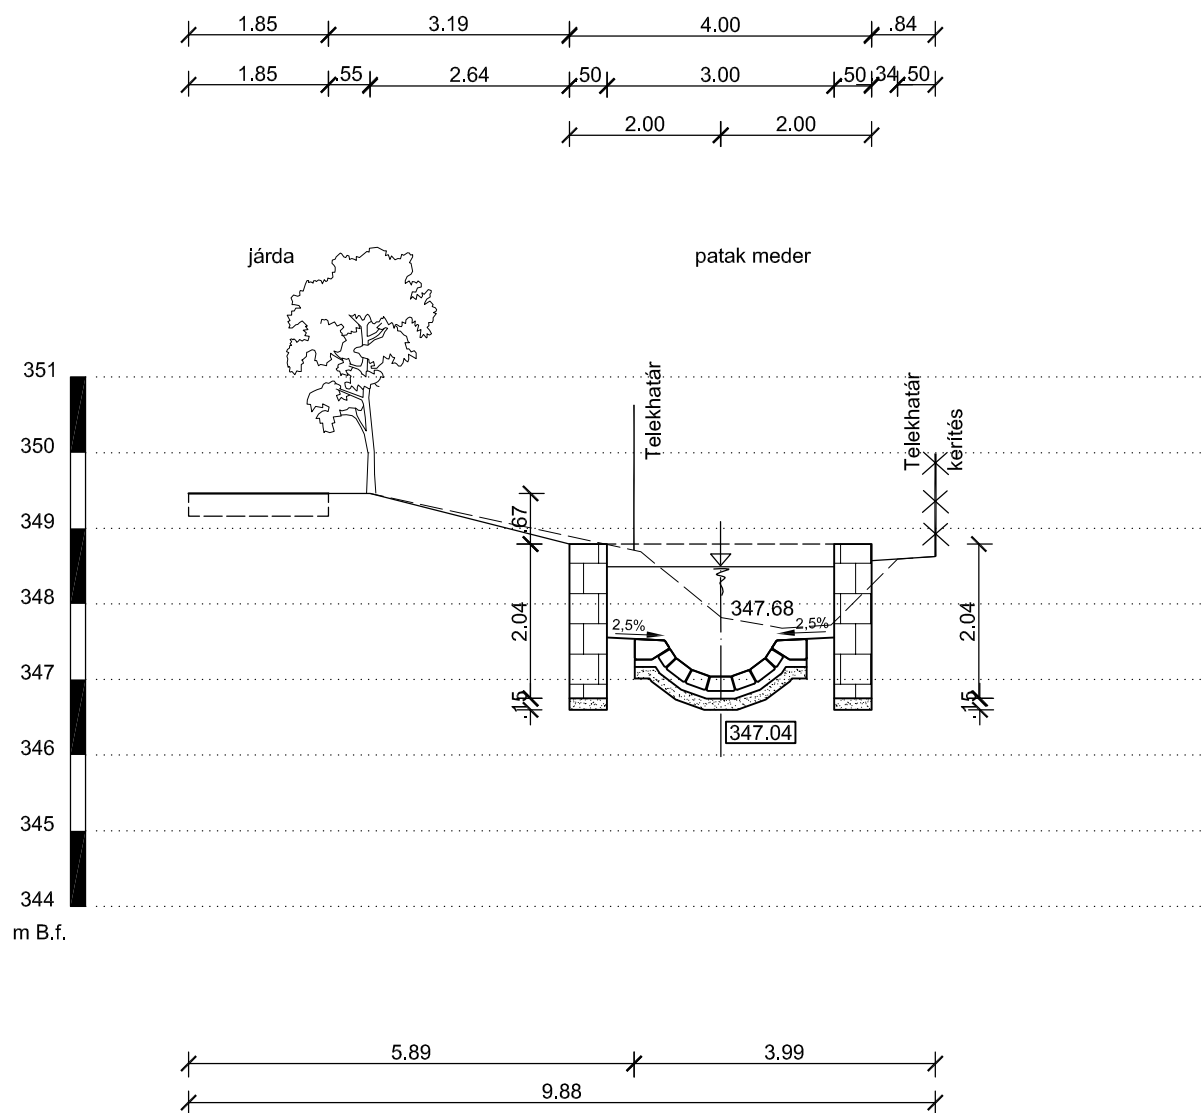 1.85 3.19 4.00 .84
1.85 .55 2.64 .50 3.00 .50 .34 .50
2.00 2.00
járda patak meder
351
Telekhatár
Telekhatár
kerítés
350
349
.67
348
2.04
2,5%
347.68
2,5%
2.04
347
.15
.15
347.04
346
345
344
m B.f.
5.89 3.99
9.88